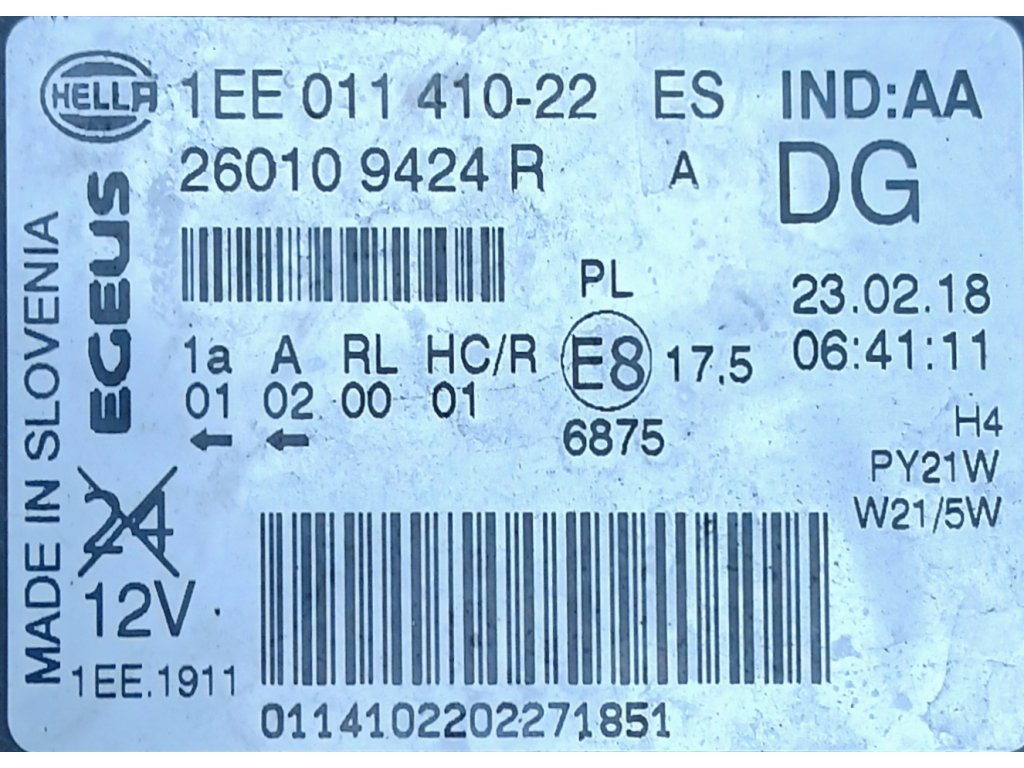 HELLA 1EE 011 410-22 ES IND:AA
26010 9424 R A DG
EGEUS
MADE IN SLOVENIA
PL
23.02.18
06:41:11
1a A RL HC/R E8 17,5
01 02 00 01
← ← 6875
H4
PY21W
W21/5W
24
12V
1EE.1911
0114102202271851